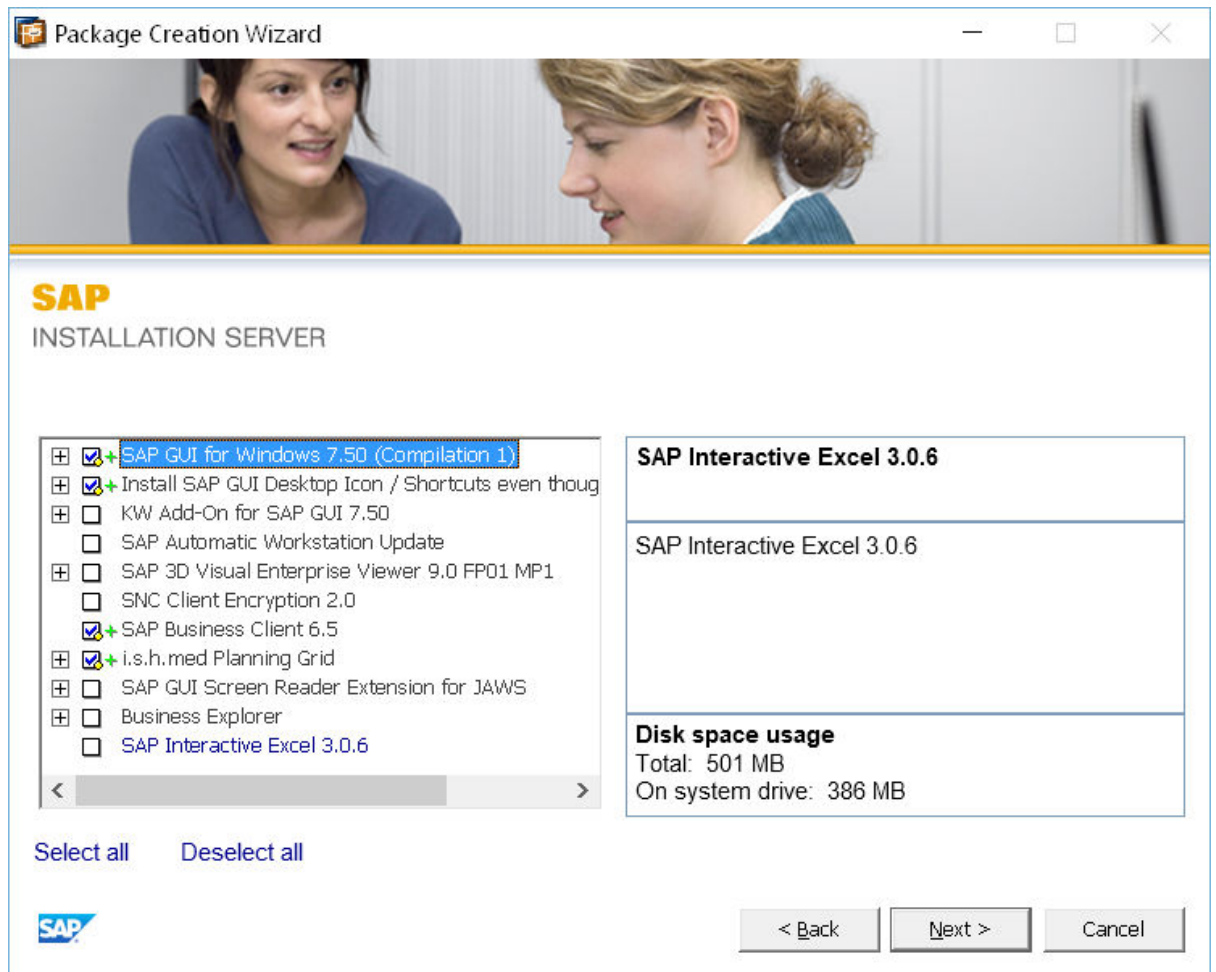 Package Creation Wizard
SAP
INSTALLATION SERVER
SAP GUI for Windows 7.50 (Compilation 1)
Install SAP GUI Desktop Icon / Shortcuts even thoug
KW Add-On for SAP GUI 7.50
SAP Automatic Workstation Update
SAP 3D Visual Enterprise Viewer 9.0 FP01 MP1
SNC Client Encryption 2.0
SAP Business Client 6.5
i.s.h.med Planning Grid
SAP GUI Screen Reader Extension for JAWS
Business Explorer
SAP Interactive Excel 3.0.6
SAP Interactive Excel 3.0.6
SAP Interactive Excel 3.0.6
Disk space usage
Total: 501 MB
On system drive: 386 MB
Select all Deselect all
SAP
< Back Next > Cancel